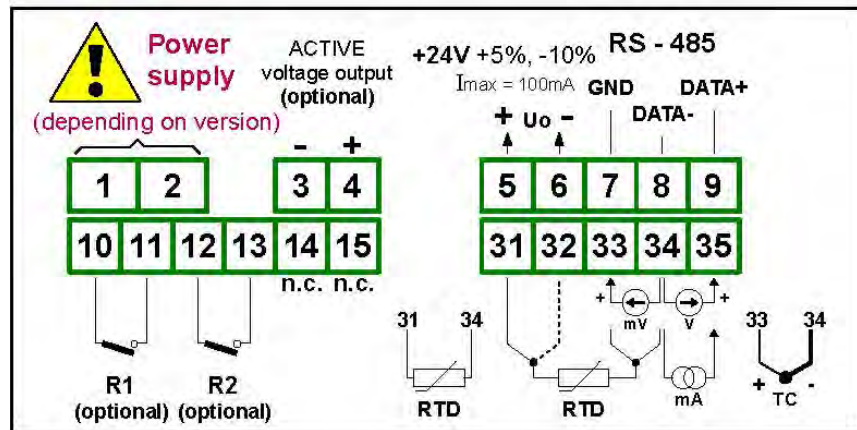 Power supply
(depending on version)
ACTIVE
voltage output
(optional)
- +
+24V +5%, -10%
Imax = 100mA
+ Uo -
RS - 485
GND DATA+
DATA-
1 2 3 4 5 6 7 8 9
10 11 12 13 14 15 31 32 33 34 35
n.c. n.c.
R1
(optional)
R2
(optional)
31 34
RTD
RTD
+ mV V +
mA
33 34
+ TC -